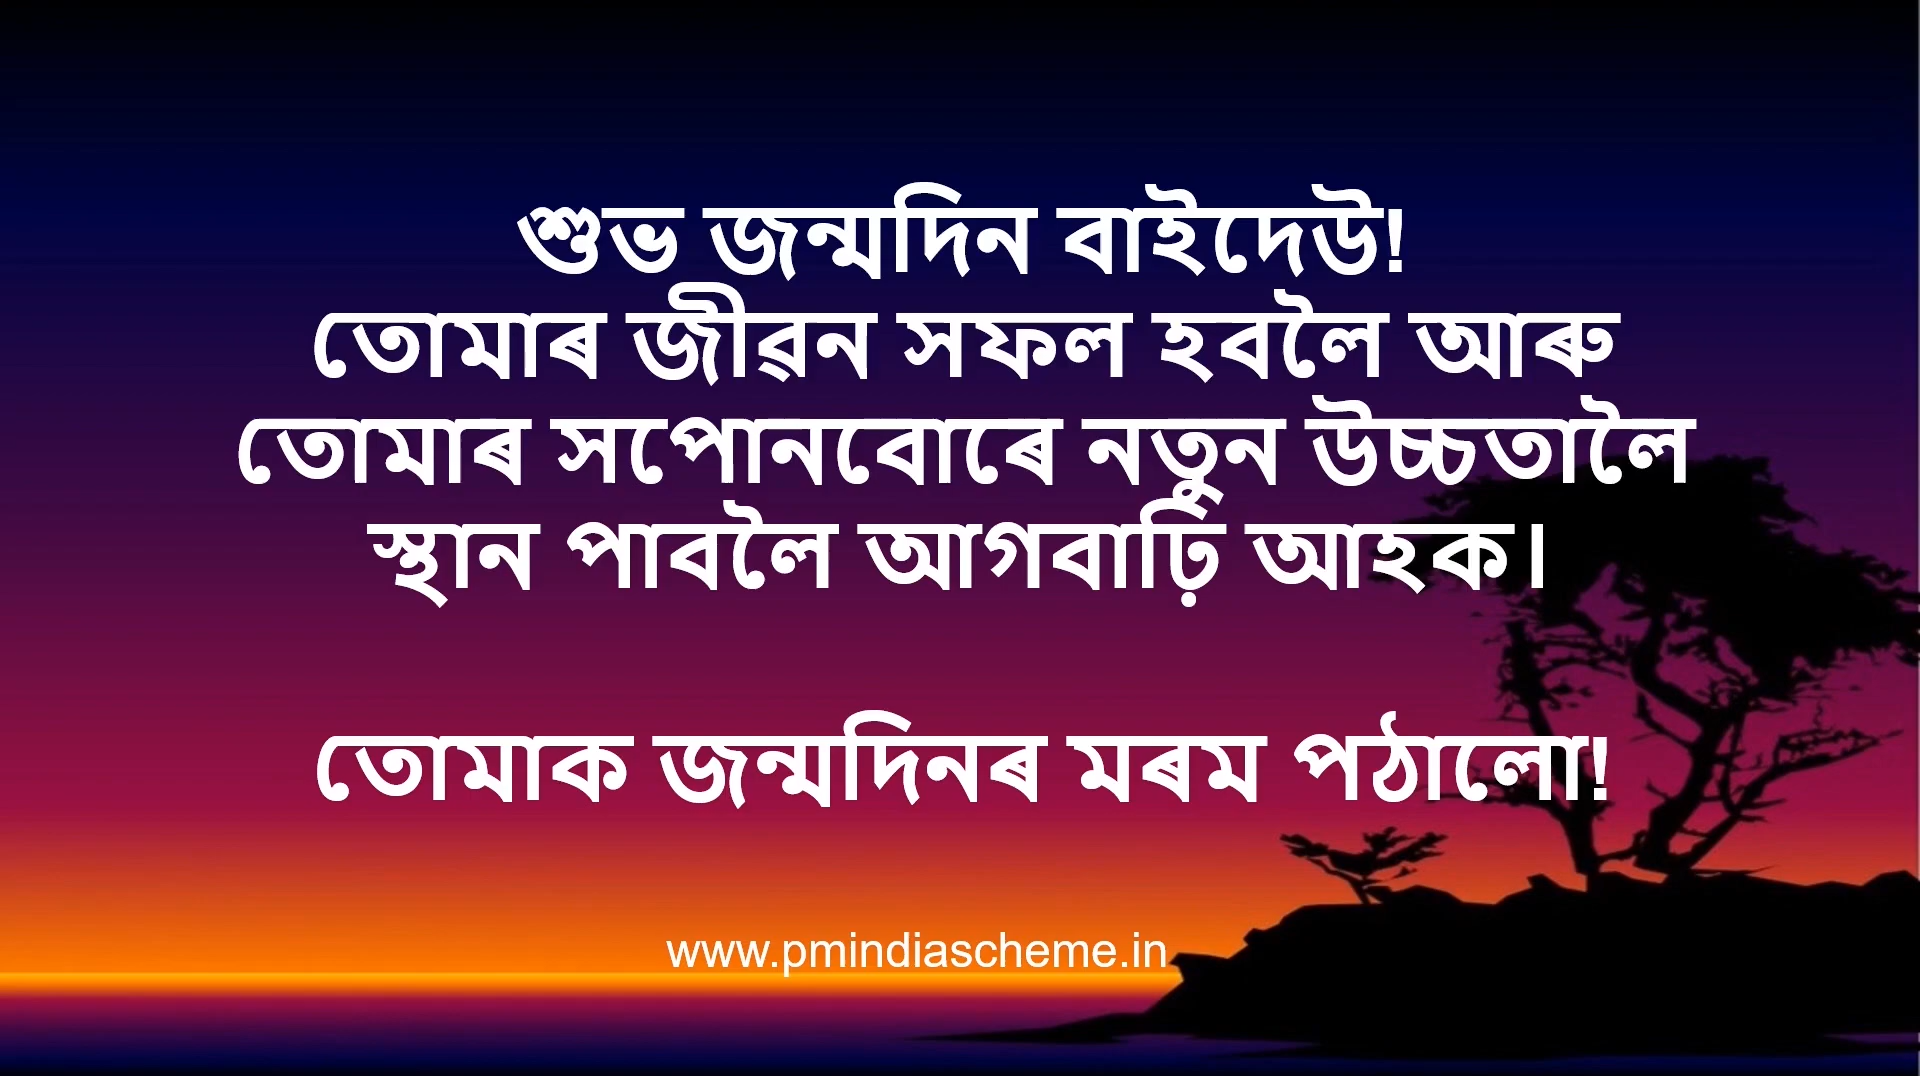 শুভ জন্মদিন বাইদেউ!
তোমাৰ জীৱন সফল হবলৈ আৰু
তোমাৰ সপোনবোৰে নতুন উচ্চতালৈ
স্থান পাবলৈ আগবাঢ়ি আহক।
তোমাক জন্মদিনৰ মৰম পঠালো!
www.pmindiascheme.in